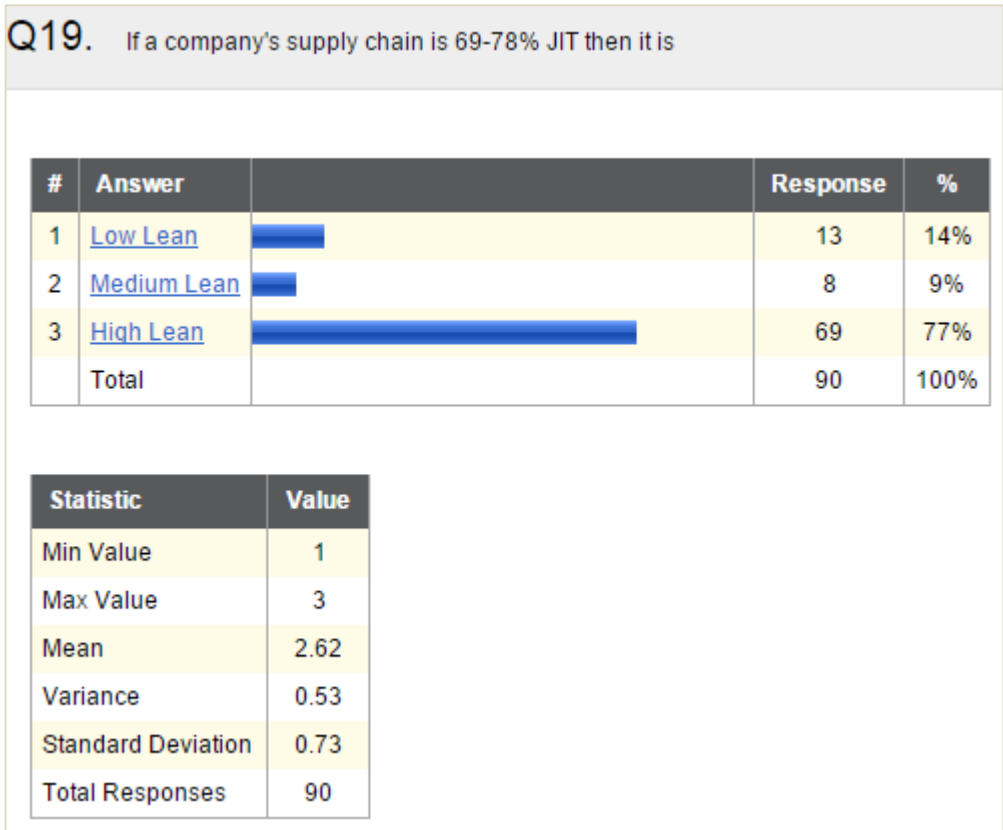 Q19. If a company's supply chain is 69-78% JIT then it is
# Answer Response %
1 Low Lean 13 14%
2 Medium Lean 8 9%
3 High Lean 69 77%
Total 90 100%
Statistic Value
Min Value 1
Max Value 3
Mean 2.62
Variance 0.53
Standard Deviation 0.73
Total Responses 90